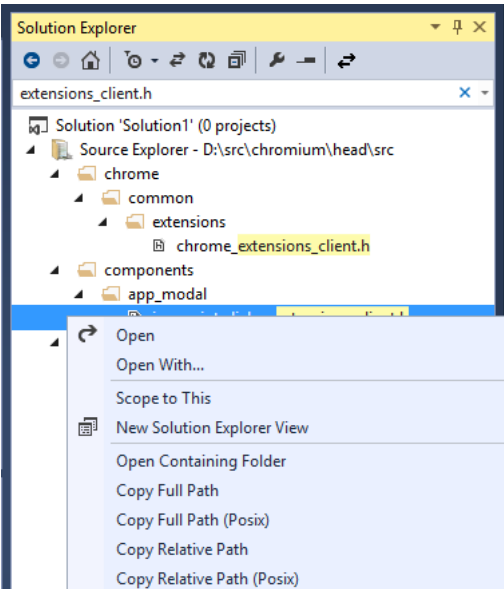 Solution Explorer
extensions_client.h
Solution 'Solution1' (0 projects)
Source Explorer - D:\src\chromium\head\src
chrome
common
extensions
chrome_extensions_client.h
components
app_modal
Open
Open With...
Scope to This
New Solution Explorer View
Open Containing Folder
Copy Full Path
Copy Full Path (Posix)
Copy Relative Path
Copy Relative Path (Posix)